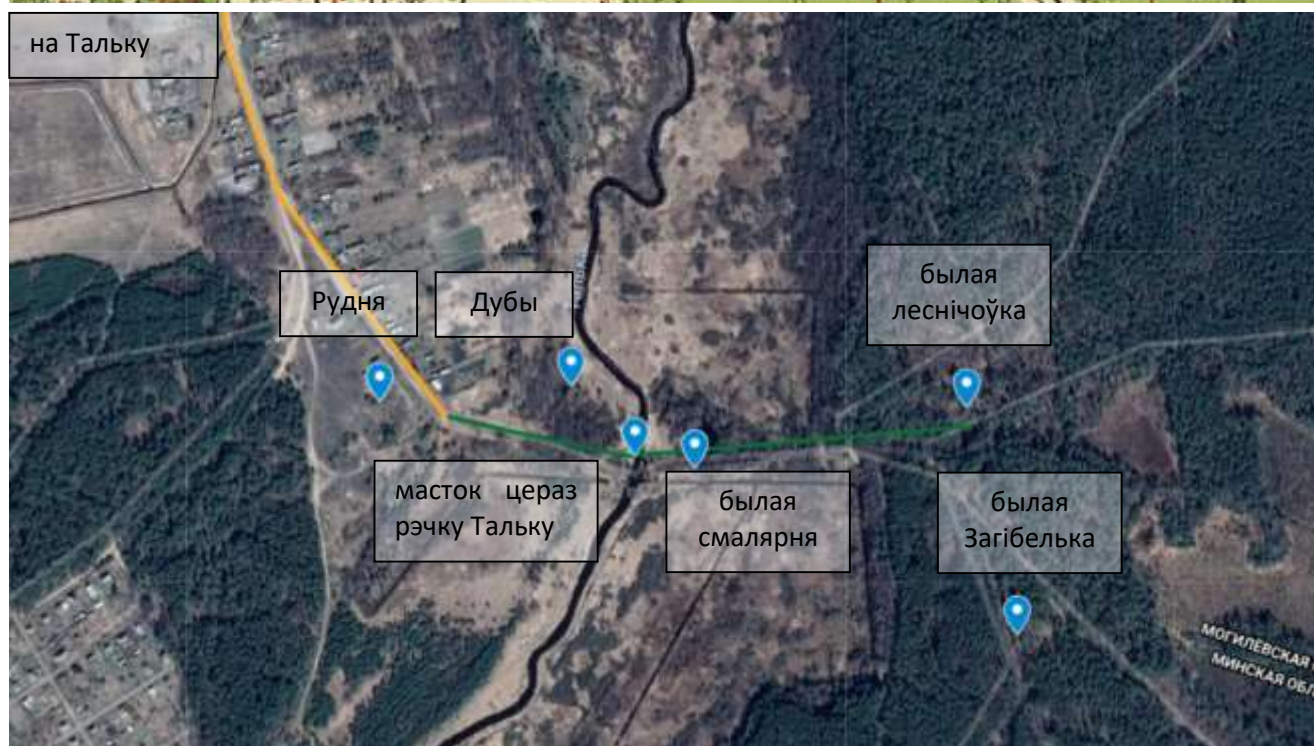 на Тальку
Рудня
Дубы
былая
леснічоўка
масток цераз
рэчку Тальку
былая
смалярня
былая
Загібелька
МОГИЛЕВСКАЯ
МИНСКАЯ ОБЛ